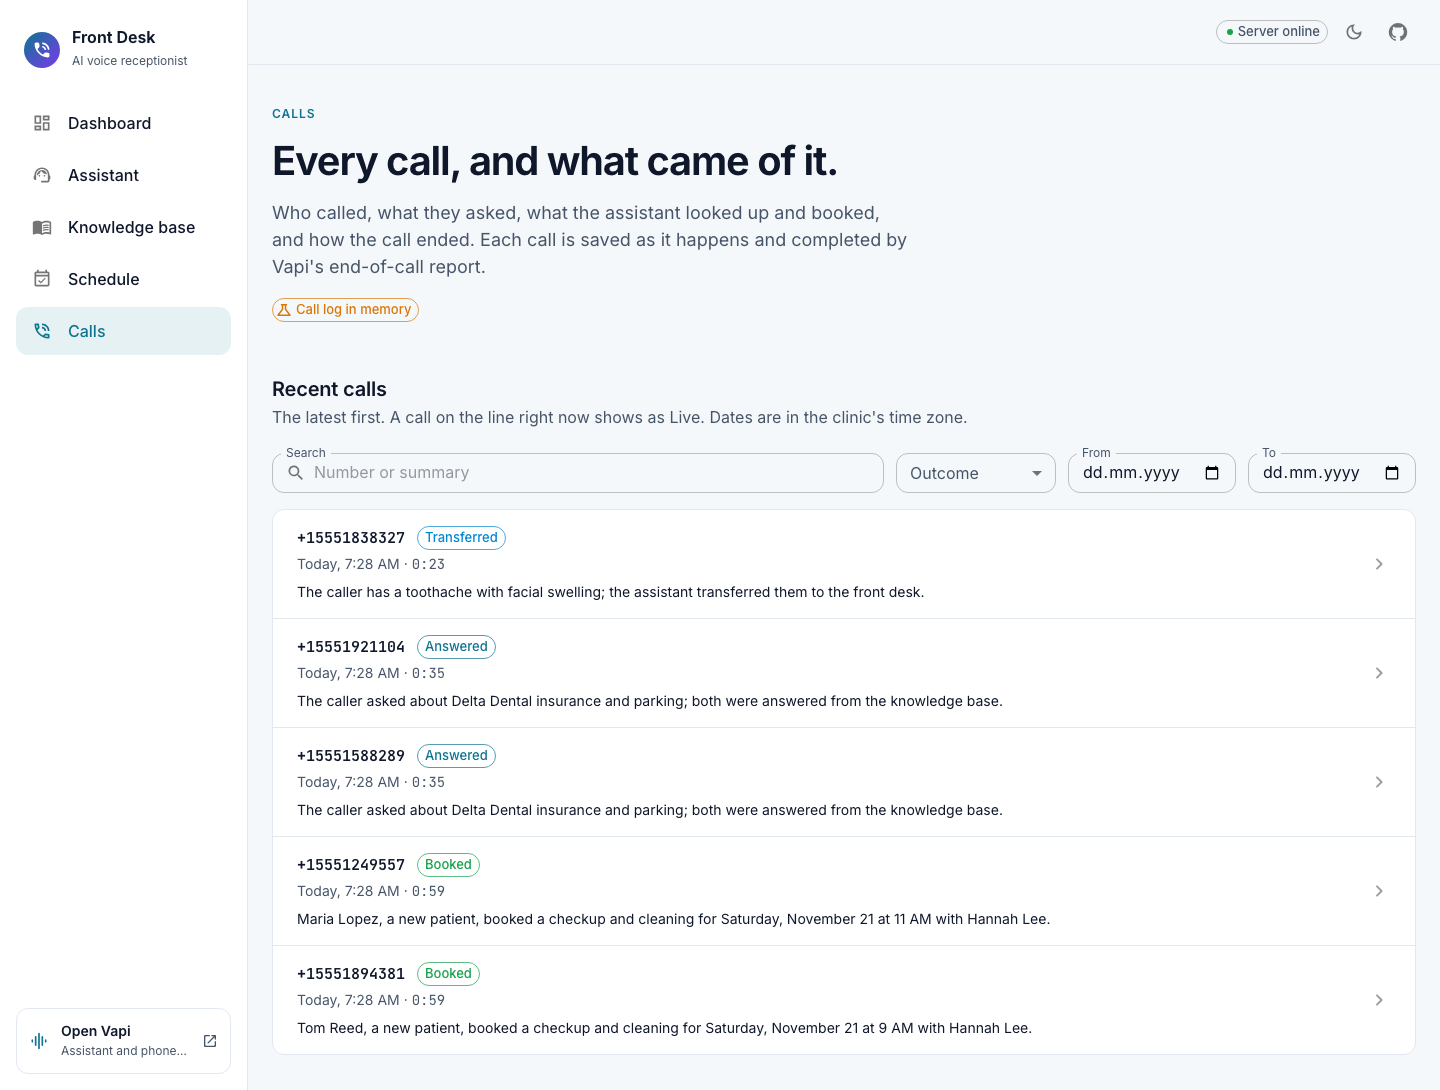 Front Desk
AI voice receptionist
Dashboard
Assistant
Knowledge base
Schedule
Calls
Open Vapi
Assistant and phone...
Server online
CALLS
Every call, and what came of it.
Who called, what they asked, what the assistant looked up and booked,
and how the call ended. Each call is saved as it happens and completed by
Vapi's end-of-call report.
Call log in memory
Recent calls
The latest first. A call on the line right now shows as Live. Dates are in the clinic's time zone.
Search
Number or summary
Outcome
From
dd.mm.yyyy
To
dd.mm.yyyy
+15551838327 Transferred
Today, 7:28 AM · 0:23
The caller has a toothache with facial swelling; the assistant transferred them to the front desk.
+15551921104 Answered
Today, 7:28 AM · 0:35
The caller asked about Delta Dental insurance and parking; both were answered from the knowledge base.
+15551588289 Answered
Today, 7:28 AM · 0:35
The caller asked about Delta Dental insurance and parking; both were answered from the knowledge base.
+15551249557 Booked
Today, 7:28 AM · 0:59
Maria Lopez, a new patient, booked a checkup and cleaning for Saturday, November 21 at 11 AM with Hannah Lee.
+15551894381 Booked
Today, 7:28 AM · 0:59
Tom Reed, a new patient, booked a checkup and cleaning for Saturday, November 21 at 9 AM with Hannah Lee.